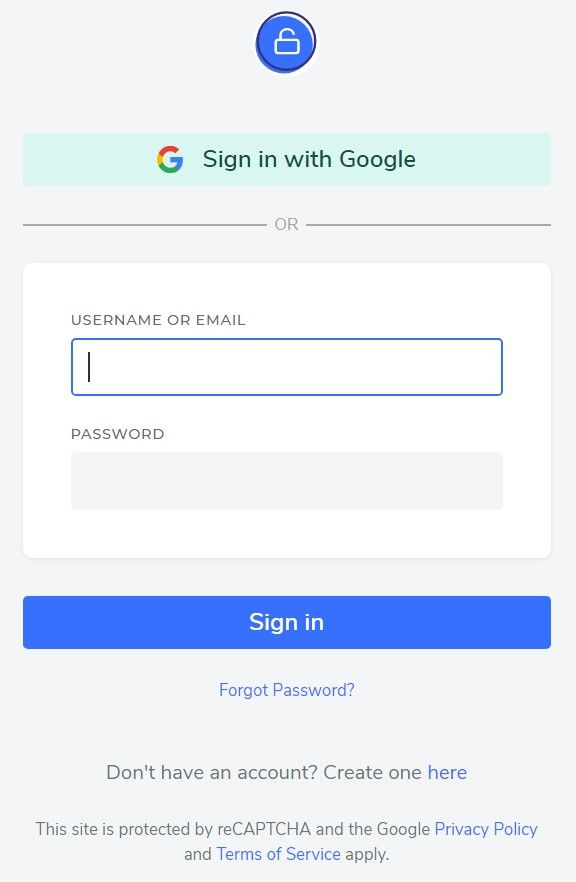 Sign in with Google
OR
USERNAME OR EMAIL
PASSWORD
Sign in
Forgot Password?
Don't have an account? Create one here
This site is protected by reCAPTCHA and the Google Privacy Policy
and Terms of Service apply.